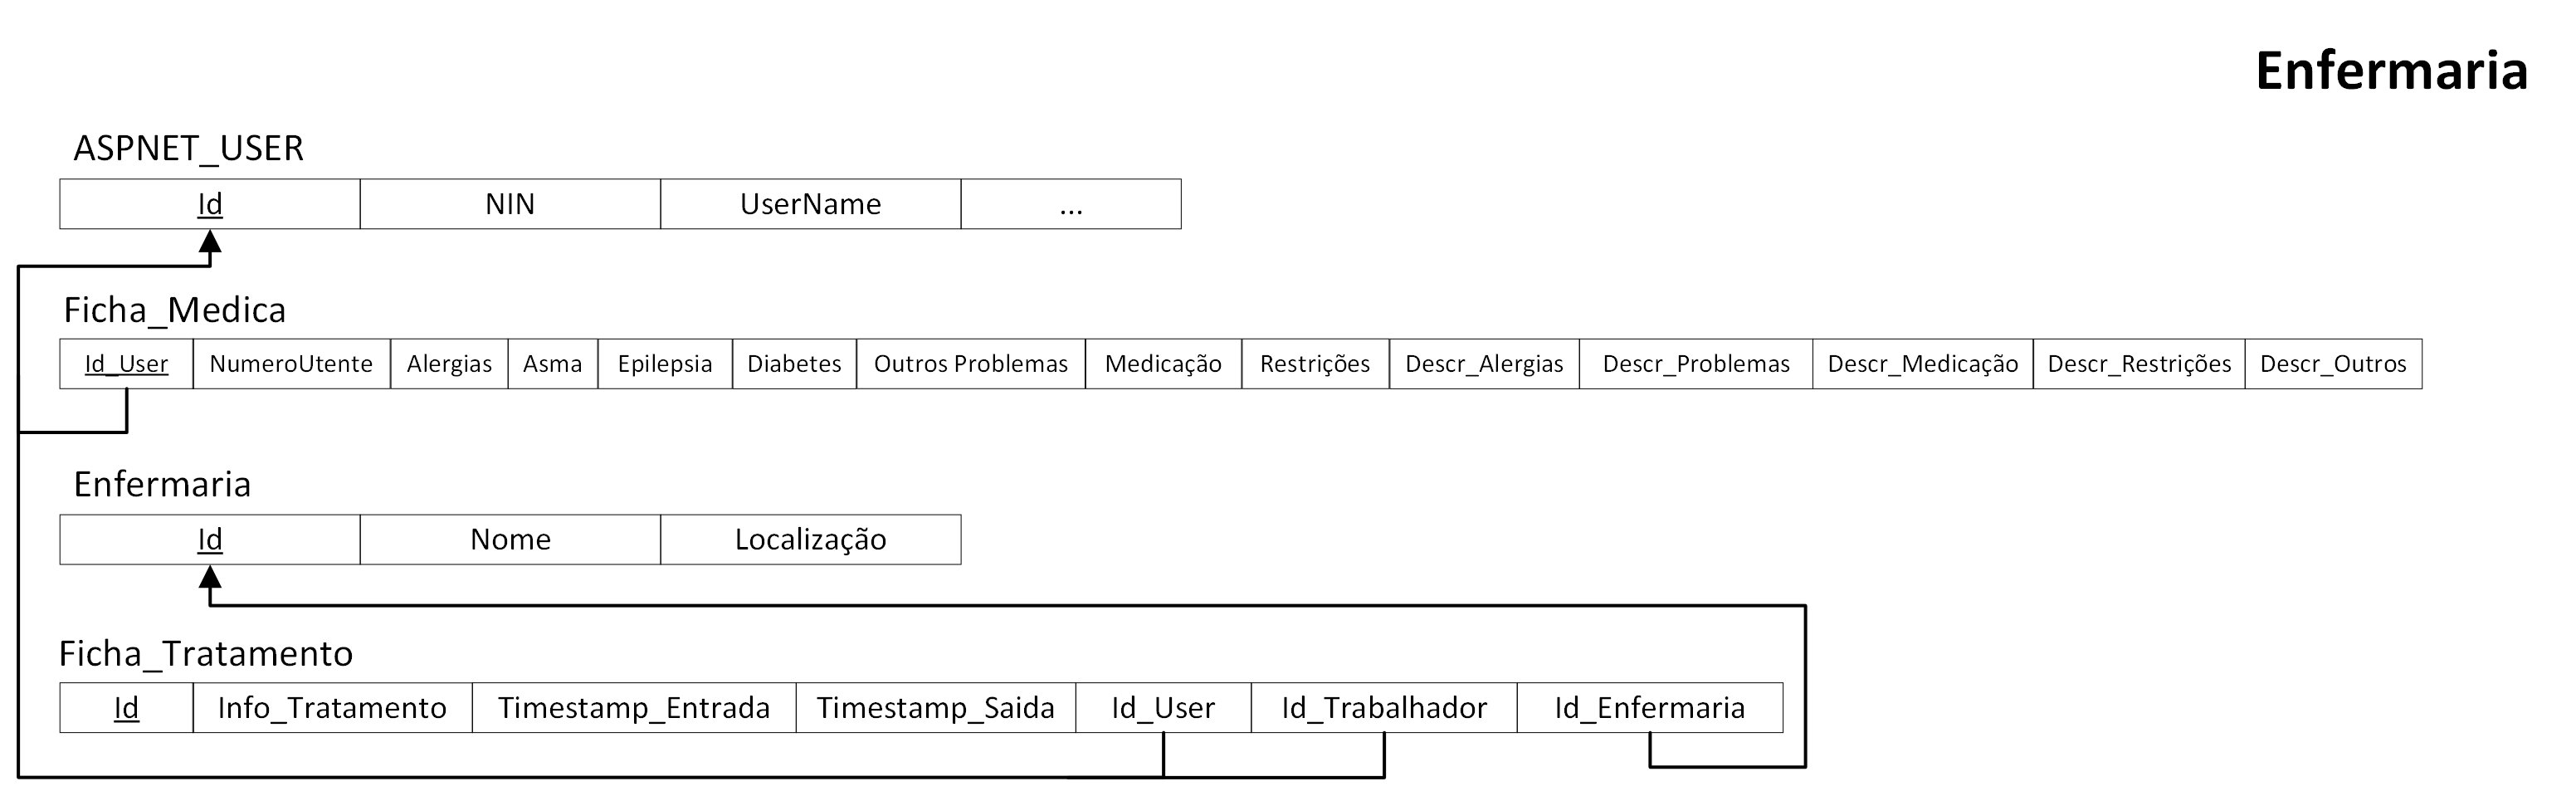 Enfermaria
ASPNET_USER
Id NIN UserName ...
Ficha_Medica
Id_User NumeroUtente Alergias Asma Epilepsia Diabetes Outros Problemas Medicação Restrições Descr_Alergias Descr_Problemas Descr_Medicação Descr_Restrições Descr_Outros
Enfermaria
Id Nome Localização
Ficha_Tratamento
Id Info_Tratamento Timestamp_Entrada Timestamp_Saida Id_User Id_Trabalhador Id_Enfermaria